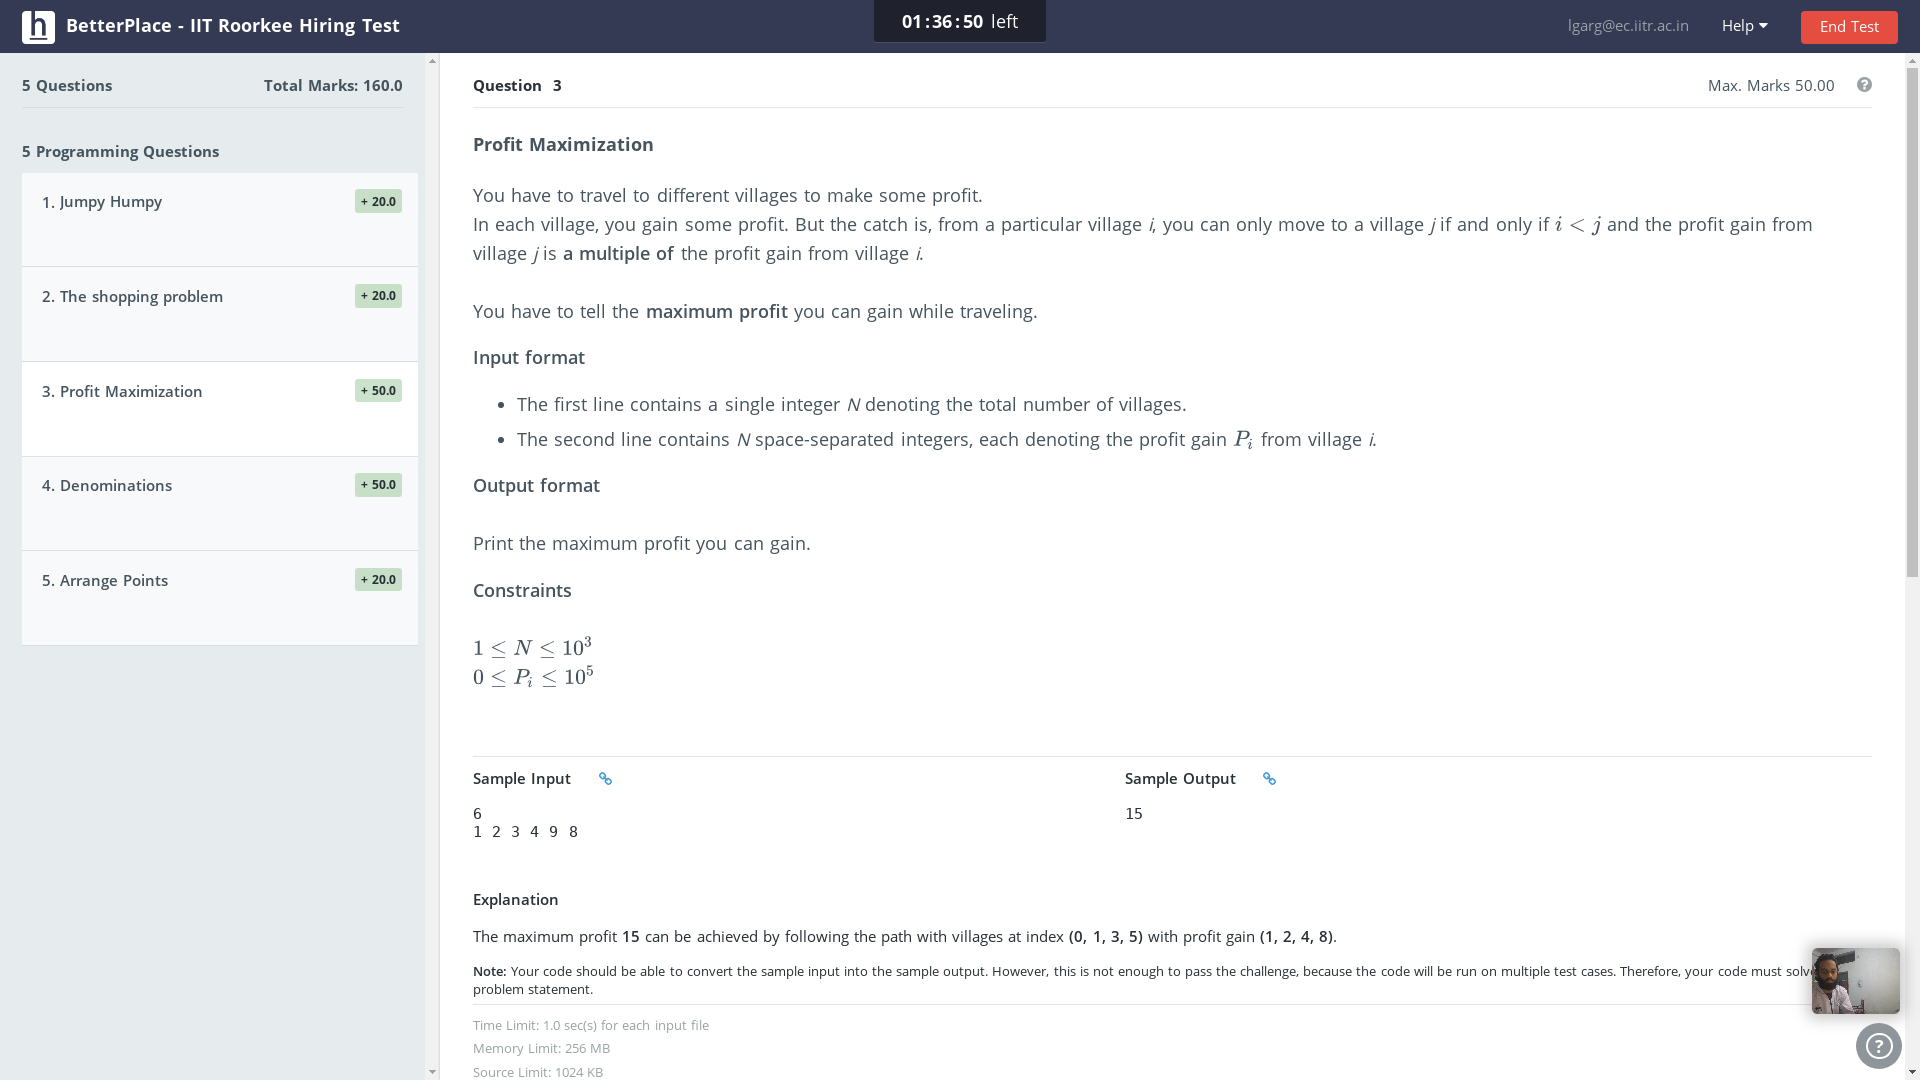 h BetterPlace - IIT Roorkee Hiring Test
01:36:50 left
lgarg@ec.iitr.ac.in Help End Test
5 Questions Total Marks: 160.0
5 Programming Questions
1. Jumpy Humpy + 20.0
2. The shopping problem + 20.0
3. Profit Maximization + 50.0
4. Denominations + 50.0
5. Arrange Points + 20.0
Question 3 Max. Marks 50.00 ?
Profit Maximization
You have to travel to different villages to make some profit.
In each village, you gain some profit. But the catch is, from a particular village i, you can only move to a village j if and only if i < j and the profit gain from
village j is a multiple of the profit gain from village i.
You have to tell the maximum profit you can gain while traveling.
Input format
• The first line contains a single integer N denoting the total number of villages.
• The second line contains N space-separated integers, each denoting the profit gain P_i from village i.
Output format
Print the maximum profit you can gain.
Constraints
1 ≤ N ≤ 10^3
0 ≤ P_i ≤ 10^5
Sample Input Sample Output
6 15
1 2 3 4 9 8
Explanation
The maximum profit 15 can be achieved by following the path with villages at index (0, 1, 3, 5) with profit gain (1, 2, 4, 8).
Note: Your code should be able to convert the sample input into the sample output. However, this is not enough to pass the challenge, because the code will be run on multiple test cases. Therefore, your code must solve
problem statement.
Time Limit: 1.0 sec(s) for each input file
Memory Limit: 256 MB
Source Limit: 1024 KB
?